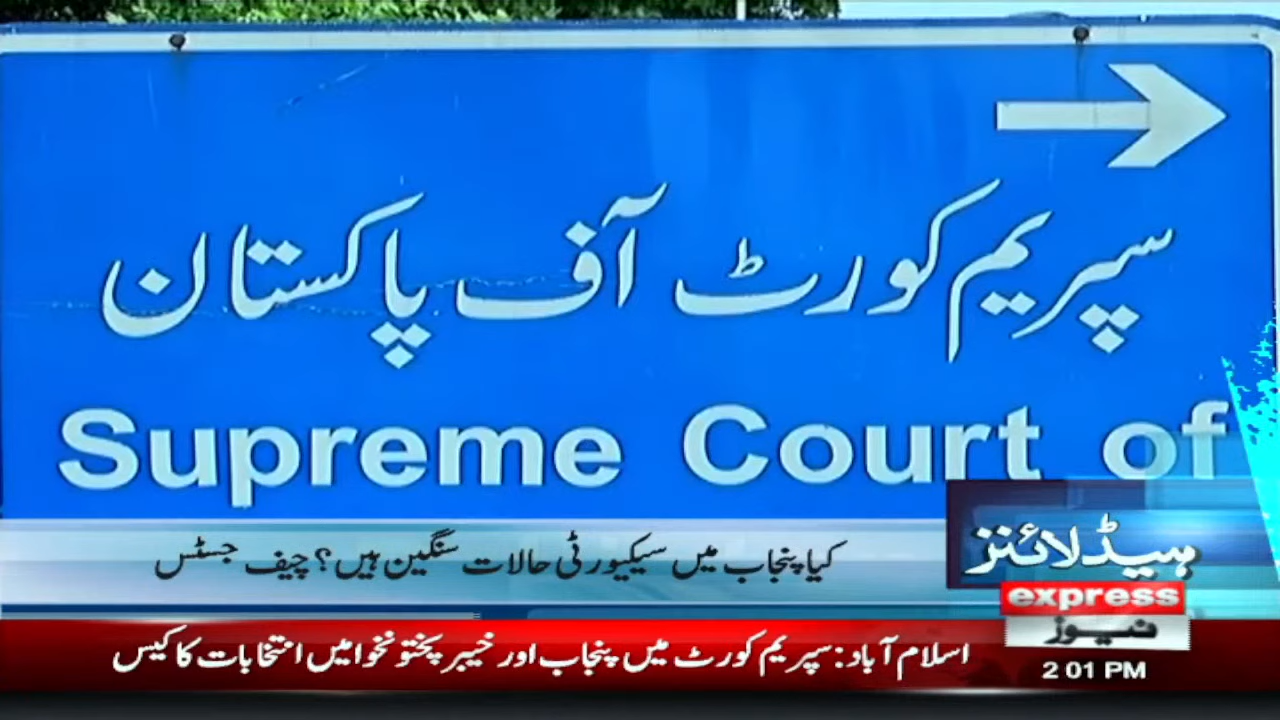 سپریم کورٹ آف پاکستان
Supreme Court of
ہیڈلائنز
کیا پنجاب میں سیکیورٹی حالات سنگین ہیں؟ چیف جسٹس
express
نیوز
اسلام آباد: سپریم کورٹ میں پنجاب اور خیبر پختونخوا میں انتخابات کا کیس
2:01 PM